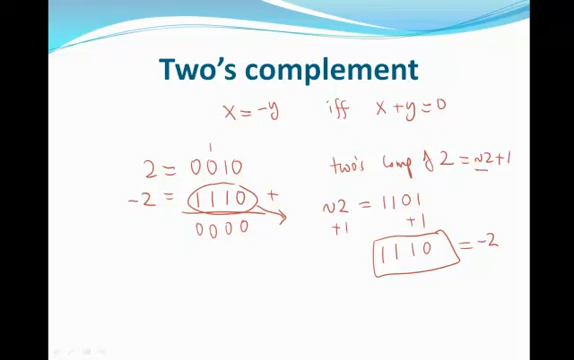 Two's complement
x = -y iff x + y = 0
1
2 = 0010
-2 = 1110 +
0000
two's comp of 2 = ~2+1
~2 = 1101
+1 +1
1110 = -2